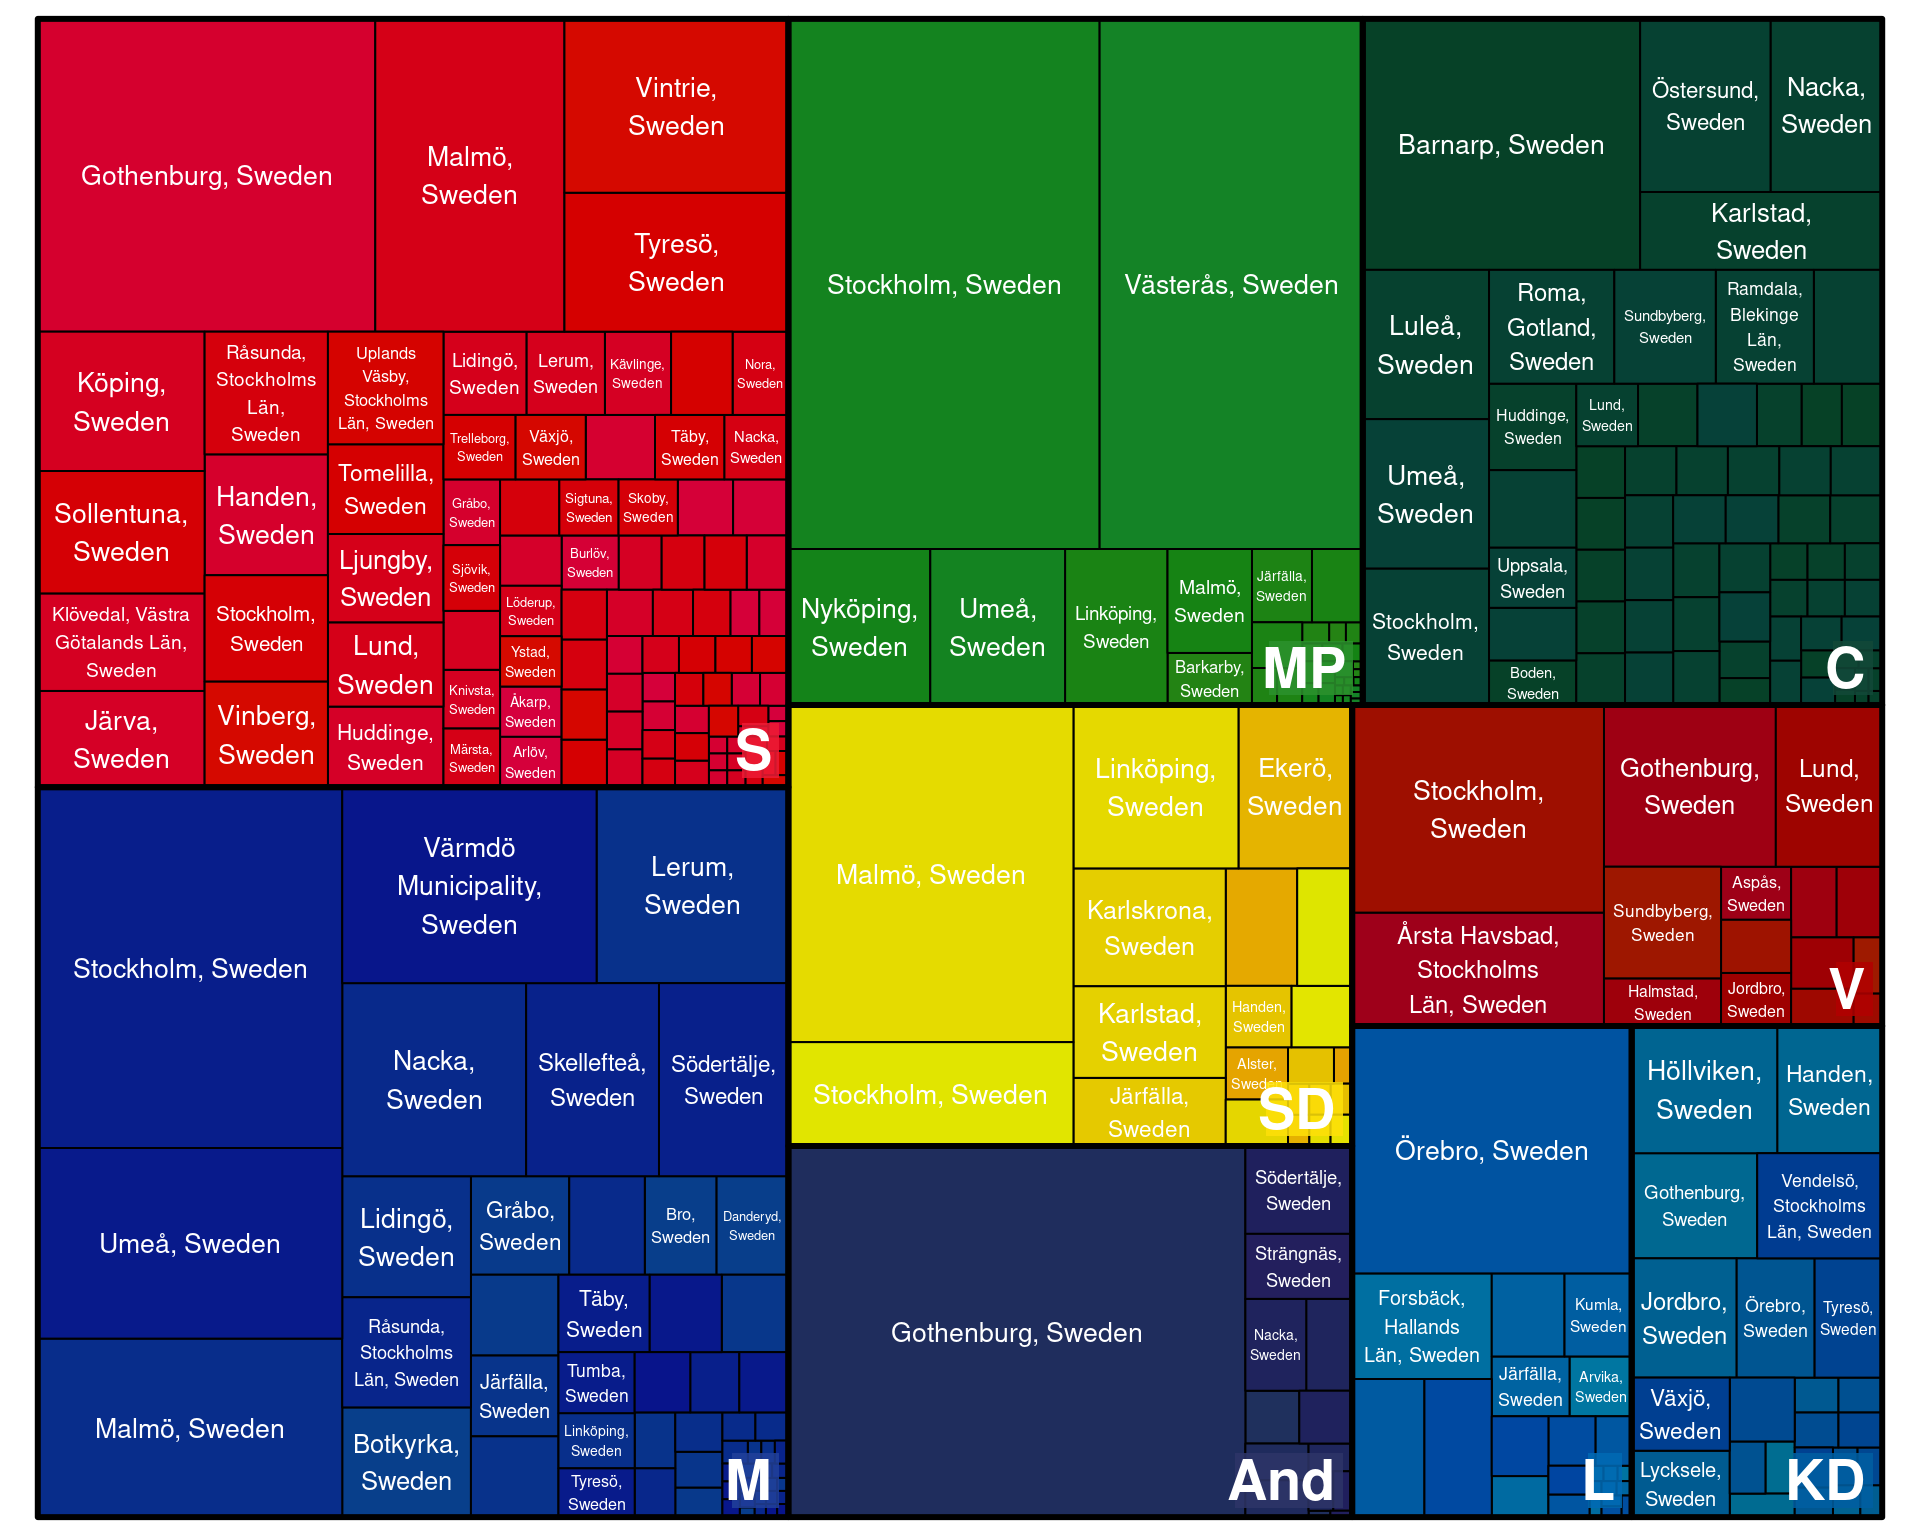 Gothenburg, Sweden
Malmö,
Sweden
Vintrie,
Sweden
Tyresö,
Sweden
Köping,
Sweden
Sollentuna,
Sweden
Klövedal, Västra
Götalands Län,
Sweden
Järva,
Sweden
Råsunda,
Stockholms
Län,
Sweden
Handen,
Sweden
Stockholm,
Sweden
Vinberg,
Sweden
Uplands
Väsby,
Stockholms
Län, Sweden
Tomelilla,
Sweden
Ljungby,
Sweden
Lund,
Sweden
Huddinge,
Sweden
Lidingö,
Sweden
Lerum,
Sweden
Kävlinge,
Sweden
Nora,
Sweden
Trelleborg,
Sweden
Växjö,
Sweden
Täby,
Sweden
Nacka,
Sweden
Gråbo,
Sweden
Sigtuna,
Sweden
Skoby,
Sweden
Sjövik,
Sweden
Burlöv,
Sweden
Löderup,
Sweden
Ystad,
Sweden
Knivsta,
Sweden
Åkarp,
Sweden
Märsta,
Sweden
Arlöv,
Sweden
S
Stockholm, Sweden
Västerås, Sweden
Nyköping,
Sweden
Umeå,
Sweden
Linköping,
Sweden
Malmö,
Sweden
Barkarby,
Sweden
Järfälla,
Sweden
MP
Barnarp, Sweden
Östersund,
Sweden
Nacka,
Sweden
Karlstad,
Sweden
Luleå,
Sweden
Umeå,
Sweden
Stockholm,
Sweden
Roma,
Gotland,
Sweden
Sundbyberg,
Sweden
Ramdala,
Blekinge
Län,
Sweden
Huddinge,
Sweden
Lund,
Sweden
Uppsala,
Sweden
Boden,
Sweden
C
Stockholm, Sweden
Umeå, Sweden
Malmö, Sweden
Värmdö
Municipality,
Sweden
Lerum,
Sweden
Nacka,
Sweden
Skellefteå,
Sweden
Södertälje,
Sweden
Lidingö,
Sweden
Råsunda,
Stockholms
Län, Sweden
Botkyrka,
Sweden
Gråbo,
Sweden
Bro,
Sweden
Danderyd,
Sweden
Järfälla,
Sweden
Täby,
Sweden
Tumba,
Sweden
Linköping,
Sweden
Tyresö,
Sweden
M
Malmö, Sweden
Stockholm, Sweden
Linköping,
Sweden
Ekerö,
Sweden
Karlskrona,
Sweden
Karlstad,
Sweden
Järfälla,
Sweden
Handen,
Sweden
Alster,
Sweden
SD
Gothenburg, Sweden
Södertälje,
Sweden
Strängnäs,
Sweden
Nacka,
Sweden
And
Stockholm,
Sweden
Årsta Havsbad,
Stockholms
Län, Sweden
Gothenburg,
Sweden
Lund,
Sweden
Sundbyberg,
Sweden
Halmstad,
Sweden
Aspås,
Sweden
Jordbro,
Sweden
V
Örebro, Sweden
Forsbäck,
Hallands
Län, Sweden
Kumla,
Sweden
Järfälla,
Sweden
Arvika,
Sweden
L
Höllviken,
Sweden
Handen,
Sweden
Gothenburg,
Sweden
Vendelsö,
Stockholms
Län, Sweden
Jordbro,
Sweden
Örebro,
Sweden
Tyresö,
Sweden
Växjö,
Sweden
Lycksele,
Sweden
KD